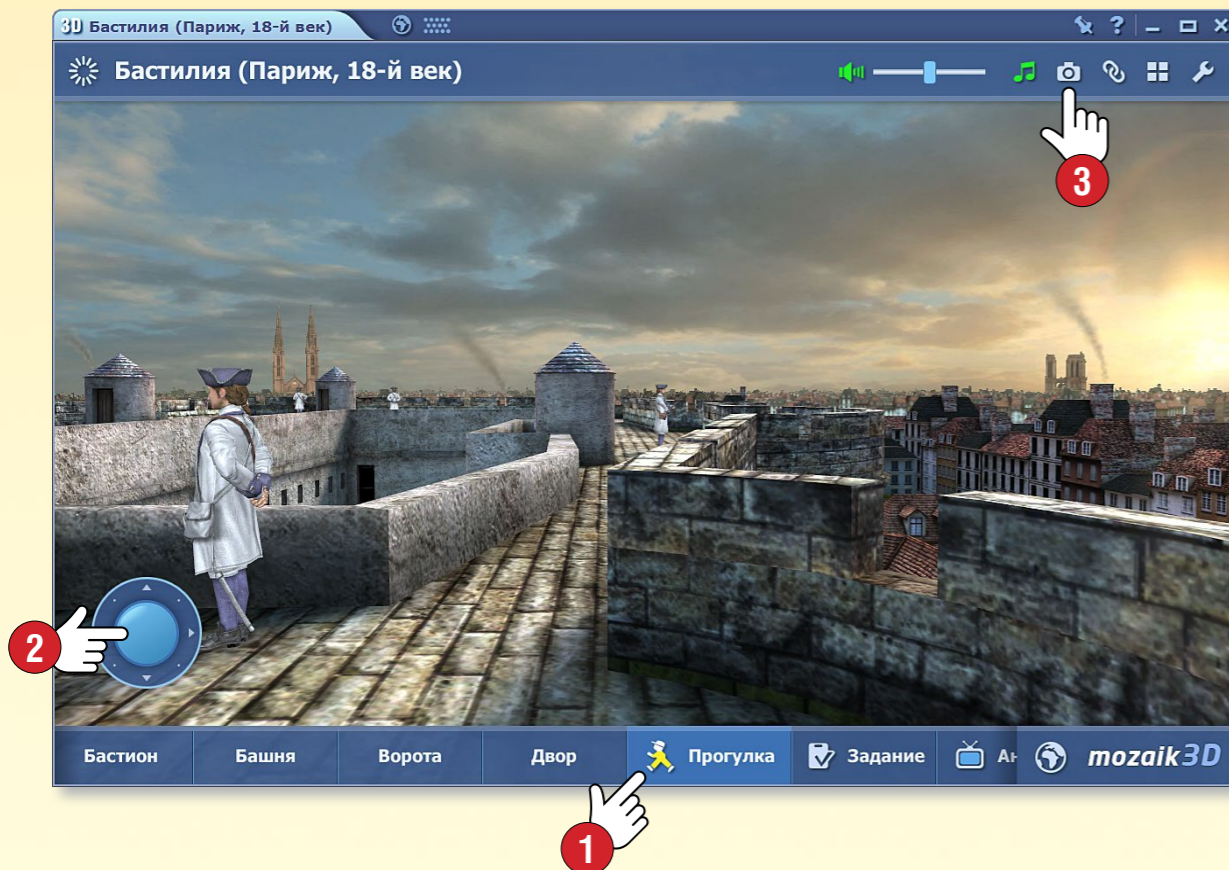 3D Бастилия (Париж, 18-й век)
Бастилия (Париж, 18-й век)
3
2
Бастион Башня Ворота Двор Прогулка Задание Ан mozaik3D
1